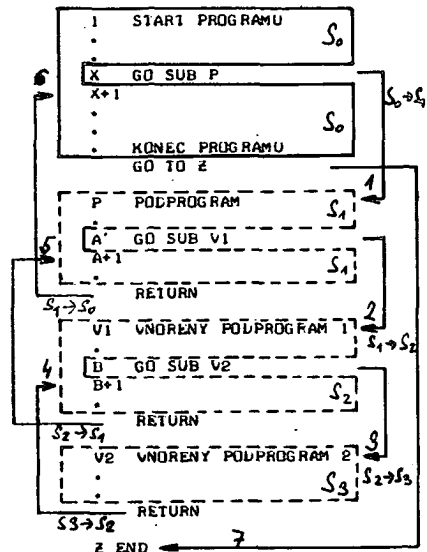 1 START PROGRAMU
S₀
X GO SUB P
6
X+1
S₀→S₁
S₀
KONEC PROGRAMU
GO TO Z
1
P PODPROGRAM
S₁
5
A GO SUB V1
A+1
S₁
RETURN
S₁→S₀
2
V1 VNORENY PODPROGRAM 1
S₁→S₂
4
B GO SUB V2
B+1
S₂
RETURN
S₂→S₁
3
V2 VNORENY PODPROGRAM 2
S₂→S₃
S₃
RETURN
S3→S₂
7
Z END